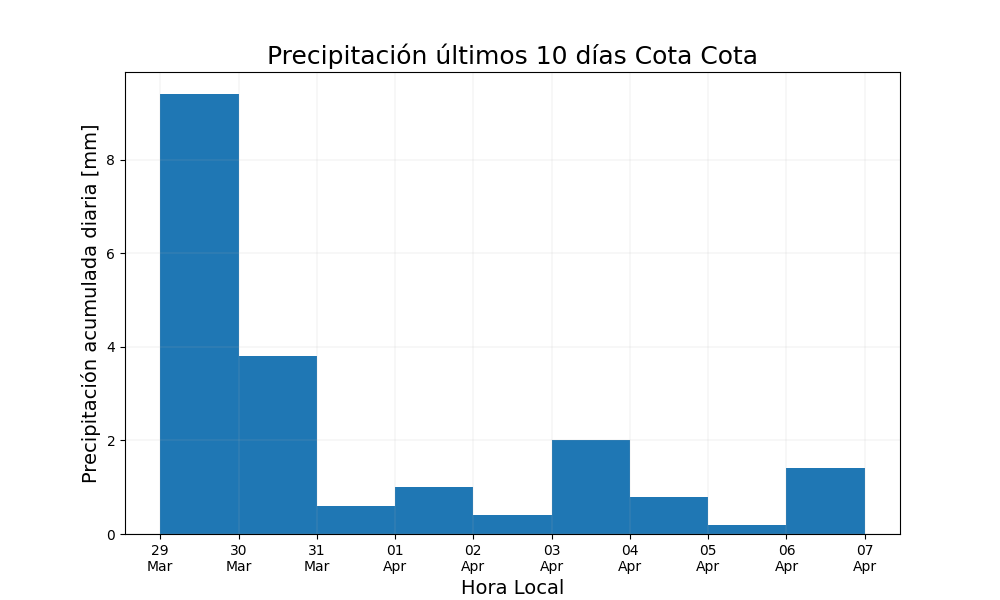 Precipitación últimos 10 días Cota Cota
Precipitación acumulada diaria [mm]
8
6
4
2
0
29 30 31 01 02 03 04 05 06 07
Mar Mar Mar Apr Apr Apr Apr Apr Apr Apr
Hora Local